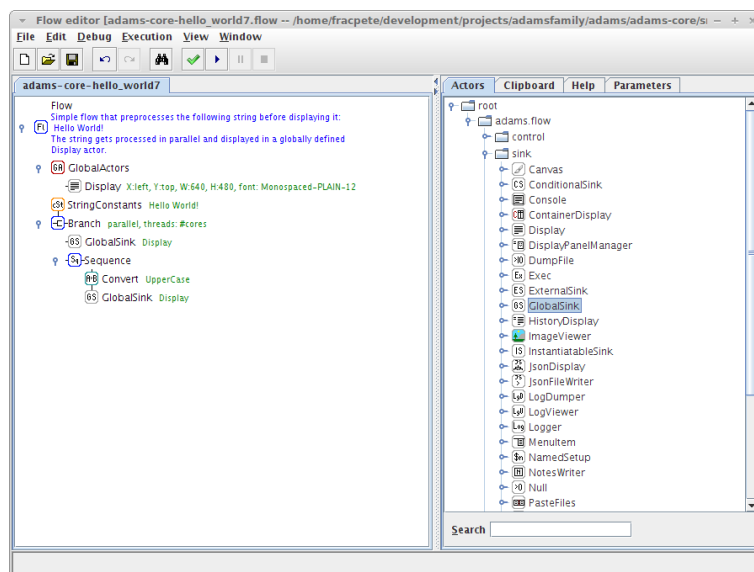 Flow editor [adams-core-hello_world7.flow -- /home/fracpete/development/projects/adamsfamily/adams/adams-core/s
File Edit Debug Execution View Window
adams-core-hello_world7
Flow
Simple flow that preprocesses the following string before displaying it:
Hello World!
The string gets processed in parallel and displayed in a globally defined
Display actor.
GlobalActors
Display X:left, Y:top, W:640, H:480, font: Monospaced-PLAIN-12
StringConstants Hello World!
Branch parallel, threads: #cores
GlobalSink Display
Sequence
Convert UpperCase
GlobalSink Display
Actors Clipboard Help Parameters
root
adams.flow
control
sink
Canvas
ConditionalSink
Console
ContainerDisplay
Display
DisplayPanelManager
DumpFile
Exec
ExternalSink
GlobalSink
HistoryDisplay
ImageViewer
InstantiatableSink
JsonDisplay
JsonFileWriter
LogDumper
LogViewer
Logger
MenuItem
NamedSetup
NotesWriter
Null
PasteFiles
Search